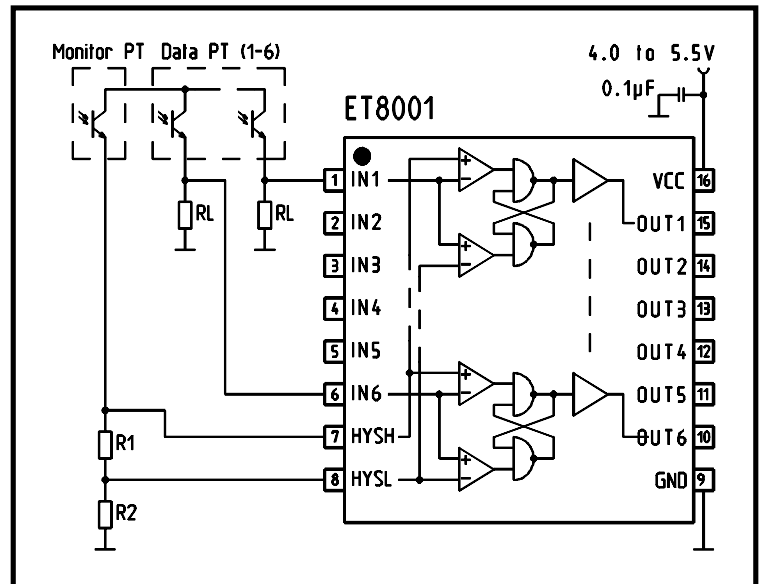 Monitor PT Data PT (1-6)
4.0 to 5.5V
0.1µF
ET8001
1 IN1
VCC 16
RL
RL
2 IN2
OUT1 15
3 IN3
OUT2 14
4 IN4
OUT3 13
5 IN5
OUT4 12
6 IN6
OUT5 11
7 HYSH
OUT6 10
R1
8 HYSL
GND 9
R2
+
−
+
−
+
−
+
−